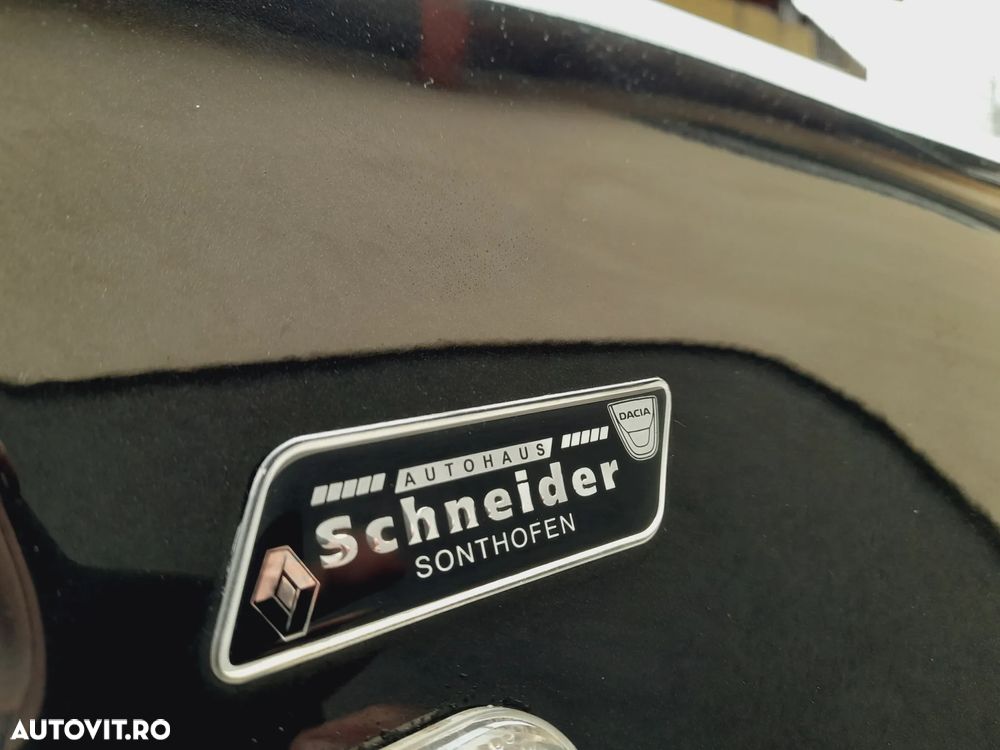 DACIA
AUTOHAUS
Schneider
SONTHOFEN
AUTOVIT.RO